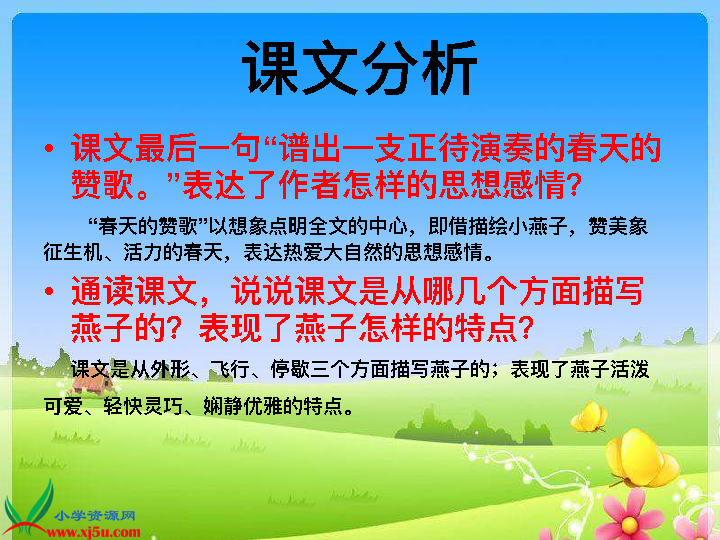 课文分析
• 课文最后一句“谱出一支正待演奏的春天的
赞歌。”表达了作者怎样的思想感情？
“春天的赞歌”以想象点明全文的中心，即借描绘小燕子，赞美象
征生机、活力的春天，表达热爱大自然的思想感情。
• 通读课文，说说课文是从哪几个方面描写
燕子的？表现了燕子怎样的特点？
课文是从外形、飞行、停歇三个方面描写燕子的；表现了燕子活泼
可爱、轻快灵巧、娴静优雅的特点。
小学资源网
www.xj5u.com